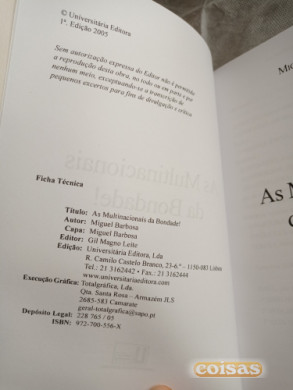 © Universitária Editora
1ª. Edição 2005
Sem autorização expressa do Editor não é permitida
a reprodução desta obra, no todo ou em parte e por
nenhum meio, exceptuando-se a transcrição de
pequenos excertos para fins de divulgação e crítica
Ficha Técnica
Título: As Multinacionais da Bondade!
Autor: Miguel Barbosa
Capa: Miguel Barbosa
Editor: Gil Magno Leite
Edição: Universitária Editora, Lda
R. Camilo Castelo Branco, 23-6º – 1150-083 Lisboa
Tel.: 21 3162442 • Fax.: 21 3162444
www.universitariaeditora.com
Execução Gráfica: Totalgráfica, Lda.
Qta. Santa Rosa – Armazém JLS
2685-583 Camarate
geral-totalgrafica@sapo.pt
Depósito Legal: 228 765 / 05
ISBN: 972-700-556-X
As
coisas